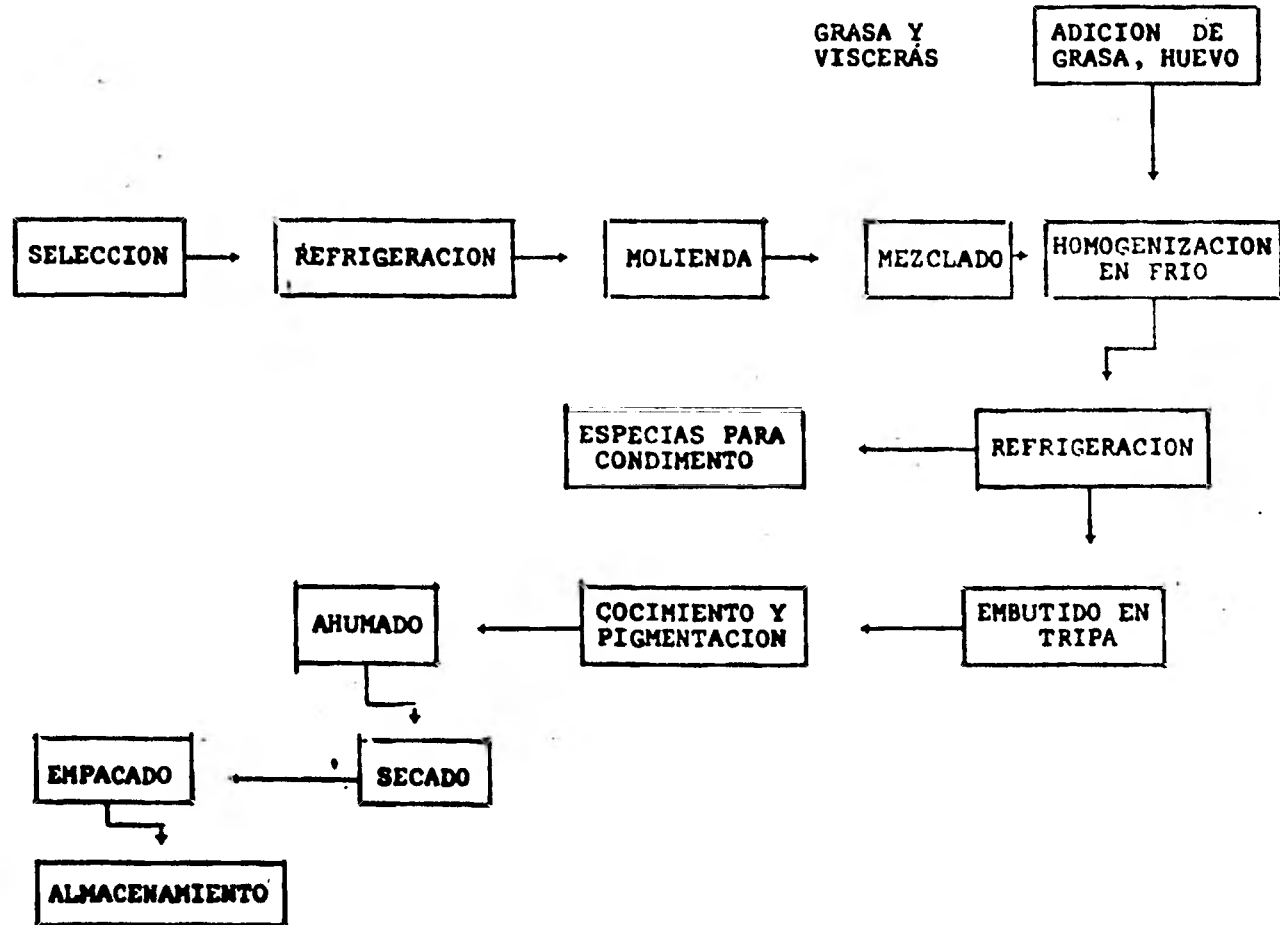 GRASA Y
VISCERÁS
ADICION DE
GRASA, HUEVO
SELECCION
REFRIGERACION
MOLIENDA
MEZCLADO
HOMOGENIZACION
EN FRIO
ESPECIAS PARA
CONDIMENTO
REFRIGERACION
AHUMADO
COCIMIENTO Y
PIGMENTACION
EMBUTIDO EN
TRIPA
EMPACADO
SECADO
ALMACENAMIENTO